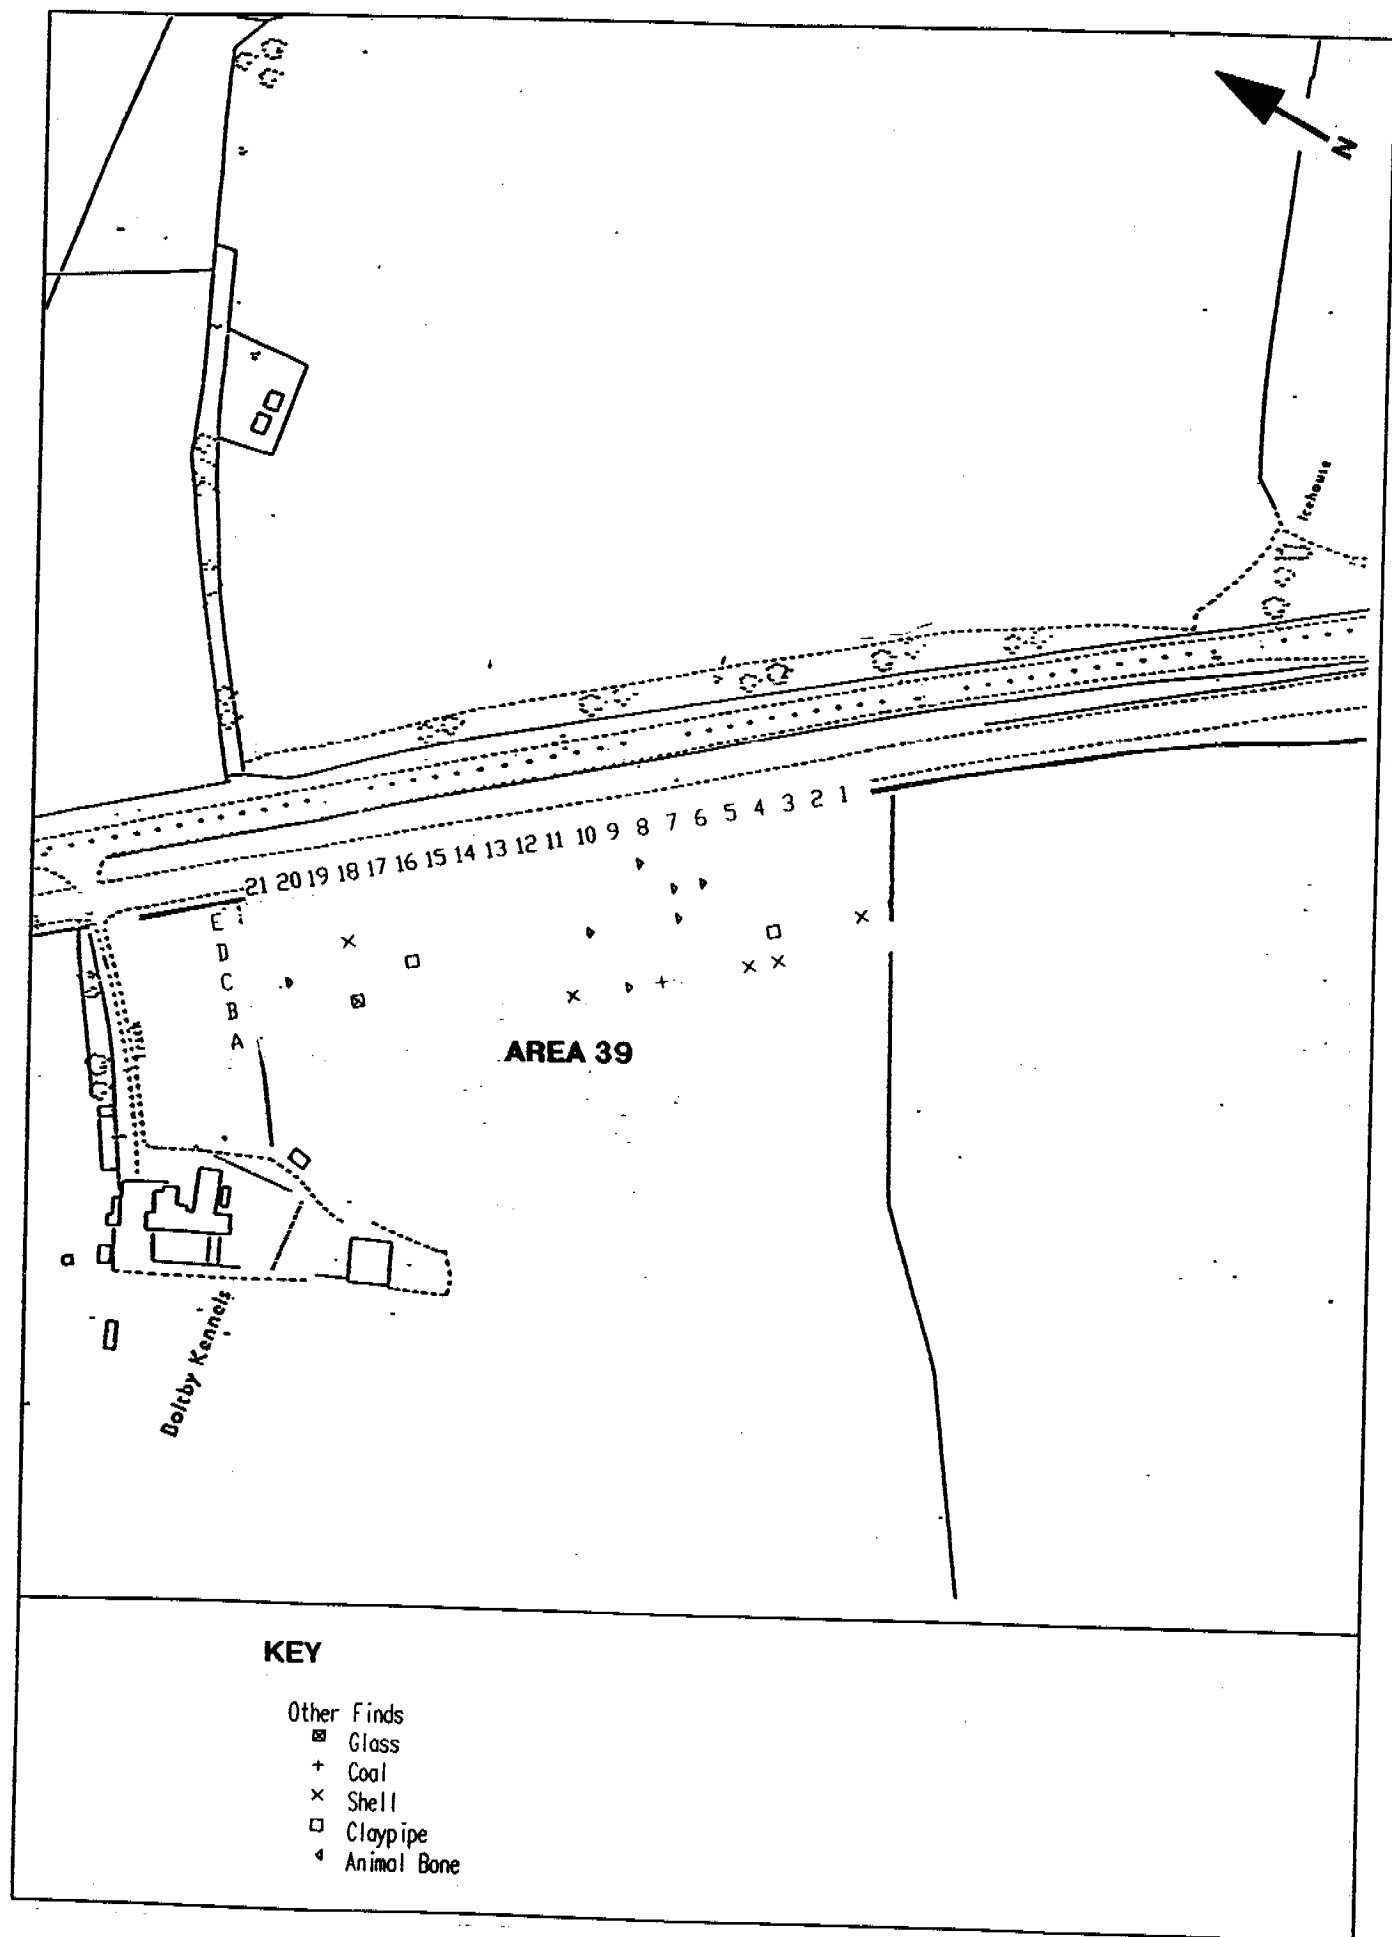 N
Icehouse
21 20 19 18 17 16 15 14 13 12 11 10 9 8 7 6 5 4 3 2 1
E
D
C
B
A
Track
AREA 39
Boltby Kennels
KEY
Other Finds
Glass
Coal
Shell
Claypipe
Animal Bone